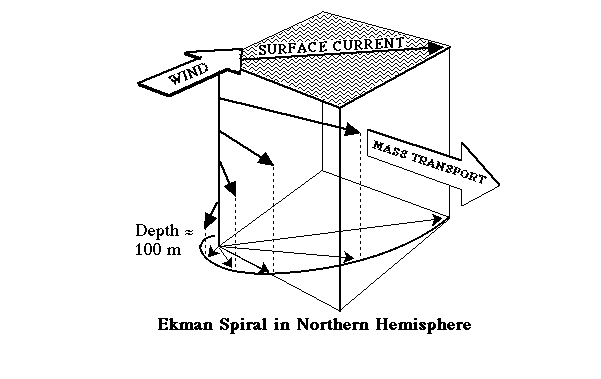 SURFACE CURRENT
WIND
MASS TRANSPORT
Depth ≈
100 m
Ekman Spiral in Northern Hemisphere